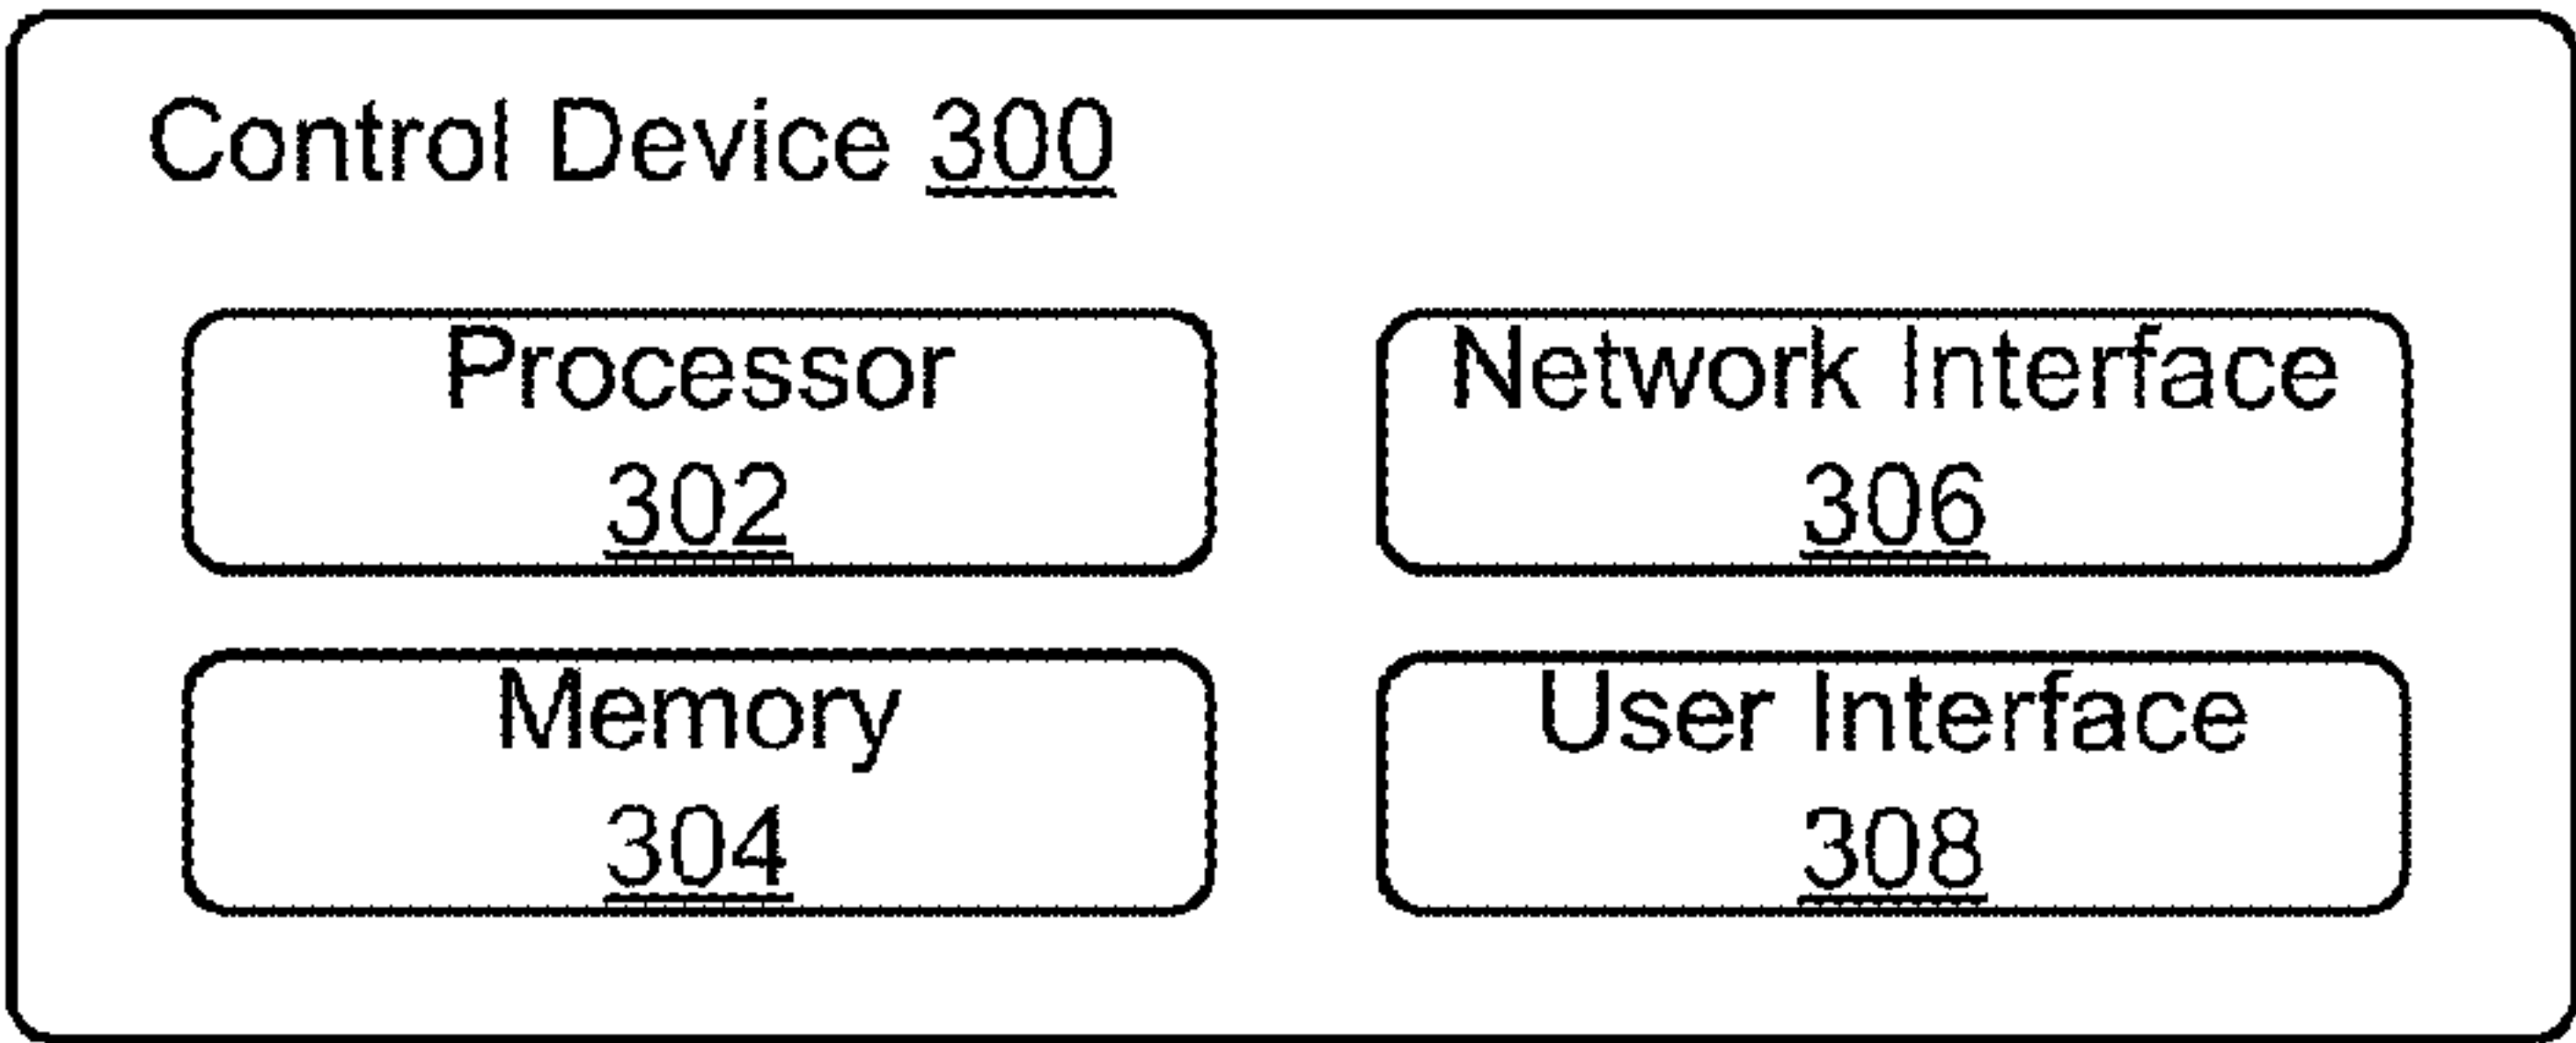 Control Device 300
Processor
302
Network Interface
306
Memory
304
User Interface
308